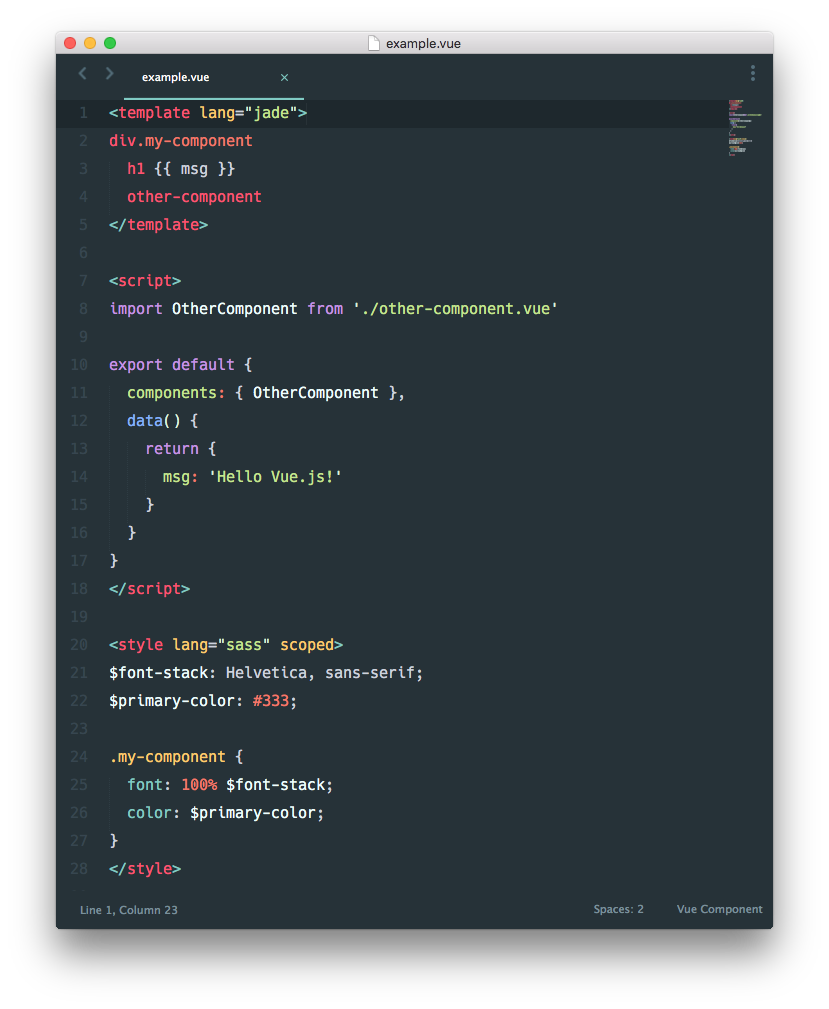 example.vue
example.vue ×
1 <template lang="jade">
2 div.my-component
3   h1 {{ msg }}
4   other-component
5 </template>
6
7 <script>
8 import OtherComponent from './other-component.vue'
9
10 export default {
11   components: { OtherComponent },
12   data() {
13     return {
14       msg: 'Hello Vue.js!'
15     }
16   }
17 }
18 </script>
19
20 <style lang="sass" scoped>
21 $font-stack: Helvetica, sans-serif;
22 $primary-color: #333;
23
24 .my-component {
25   font: 100% $font-stack;
26   color: $primary-color;
27 }
28 </style>
Line 1, Column 23 Spaces: 2 Vue Component